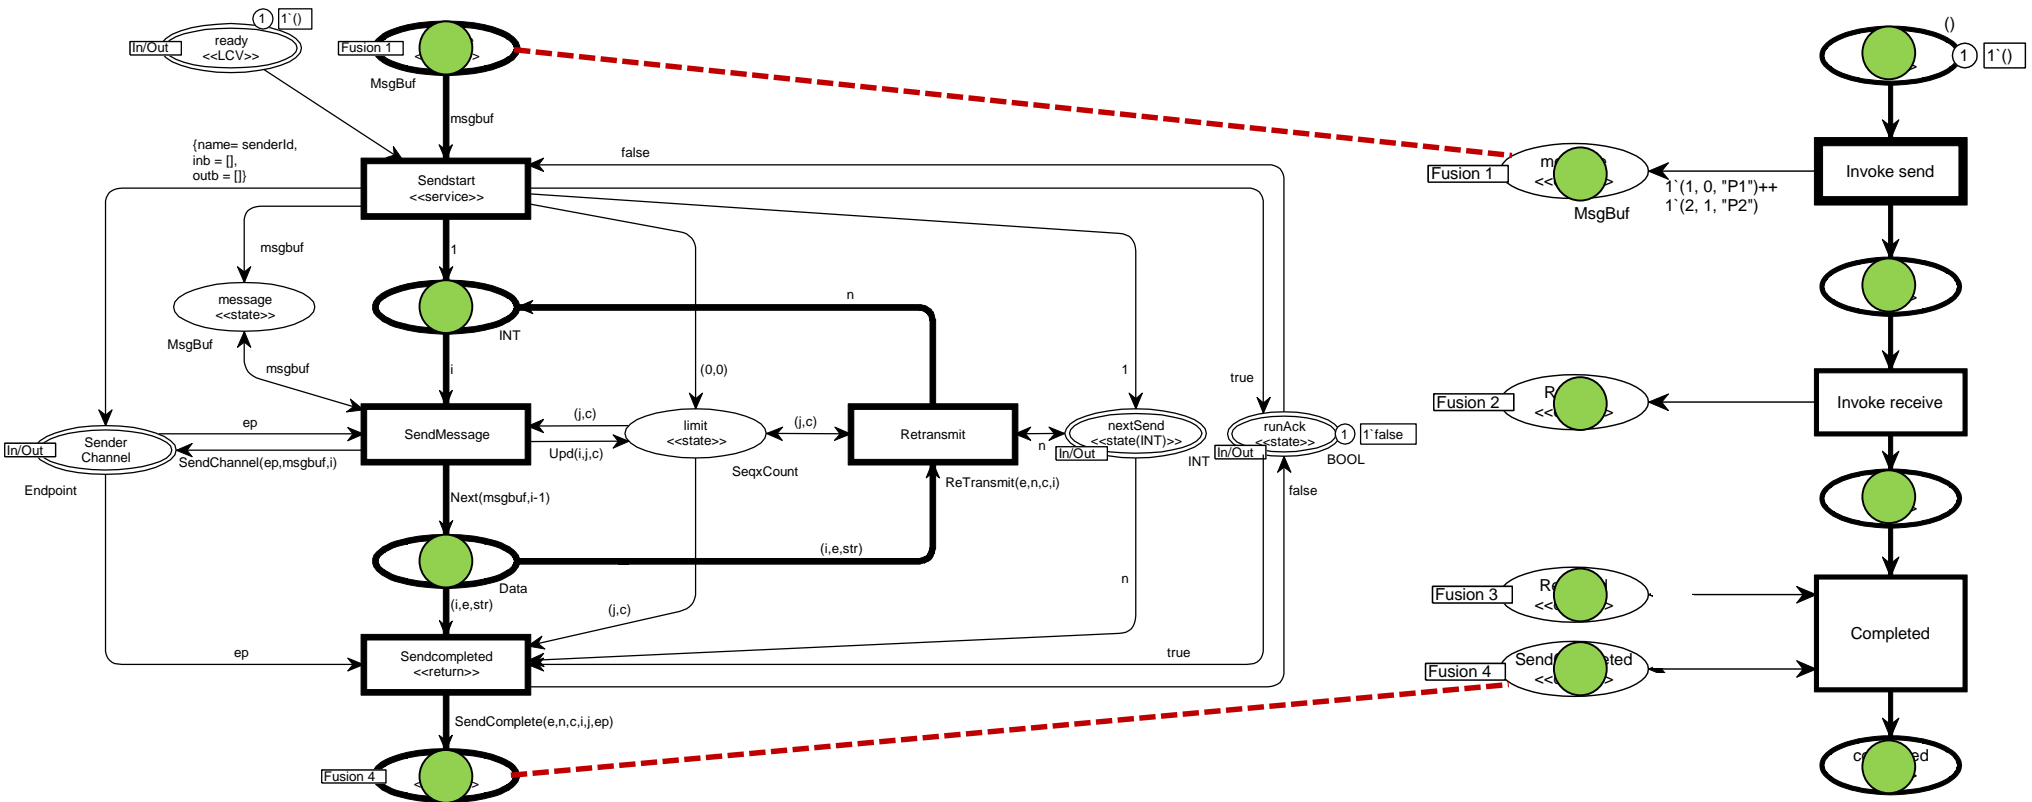 1
1`()
In/Out
ready
<<LCV>>
Fusion 1
MsgBuf
msgbuf
{name= senderId,
inb = [],
outb = []}
Sendstart
<<service>>
false
msgbuf
1
message
<<state>>
MsgBuf
n
INT
msgbuf
i
(0,0)
1
true
ep
SendMessage
(j,c)
limit
<<state>>
(j,c)
Retransmit
nextSend
<<state(INT)>>
n
In/Out
INT
runAck
<<state>>
In/Out
1
1`false
BOOL
In/Out
Sender
Channel
SendChannel(ep,msgbuf,i)
Upd(i,j,c)
SeqxCount
Endpoint
Next(msgbuf,i-1)
ReTransmit(e,n,c,i)
false
(i,e,str)
Data
(i,e,str)
(j,c)
n
ep
Sendcompleted
<<return>>
true
SendComplete(e,n,c,i,j,ep)
Fusion 4
()
1
1`()
Fusion 1
MsgBuf
1`(1, 0, "P1")++
1`(2, 1, "P2")
Invoke send
Fusion 2
Invoke receive
Fusion 3
Fusion 4
Completed